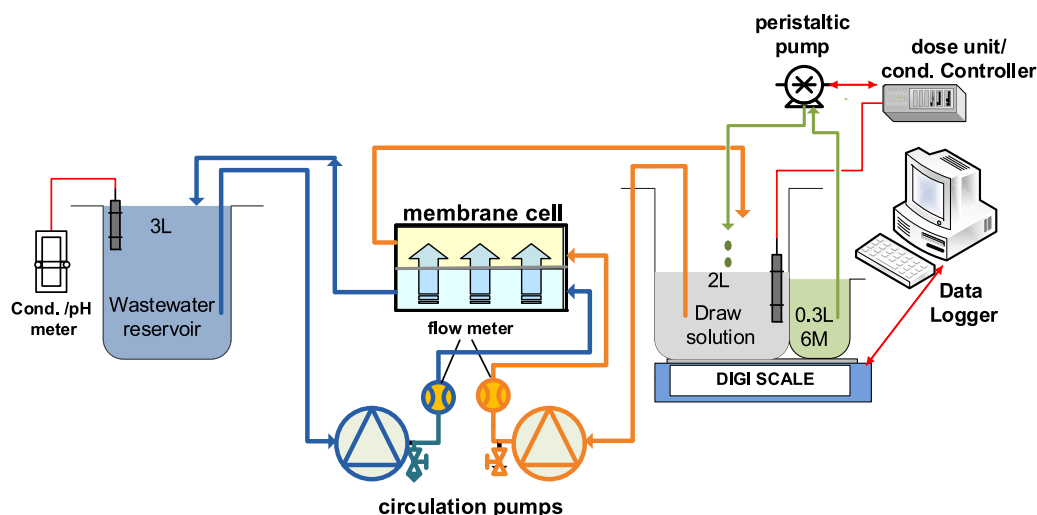 peristaltic
pump
dose unit/
cond. Controller
membrane cell
3L
Wastewater
reservoir
Cond. /pH
meter
flow meter
2L
Draw
solution
0.3L
6M
Data
Logger
DIGI SCALE
circulation pumps